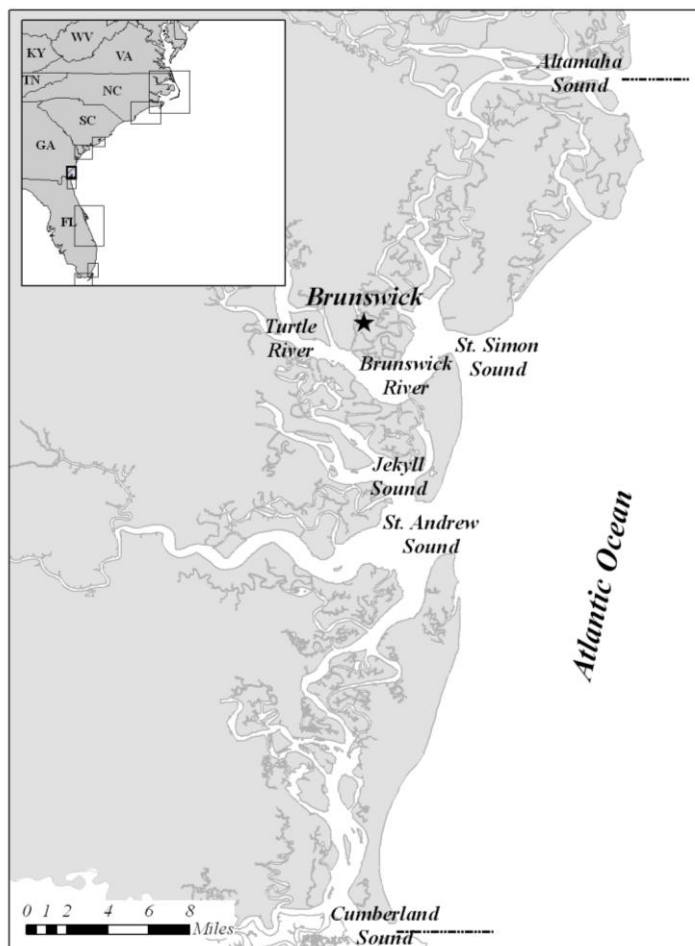 WV
KY
VA
TN
NC
SC
GA
FL
Altamaha
Sound
Brunswick
Turtle
River
St. Simon
Sound
Brunswick
River
Jekyll
Sound
St. Andrew
Sound
Atlantic Ocean
Cumberland
Sound
0 1 2 4 6 8
Miles